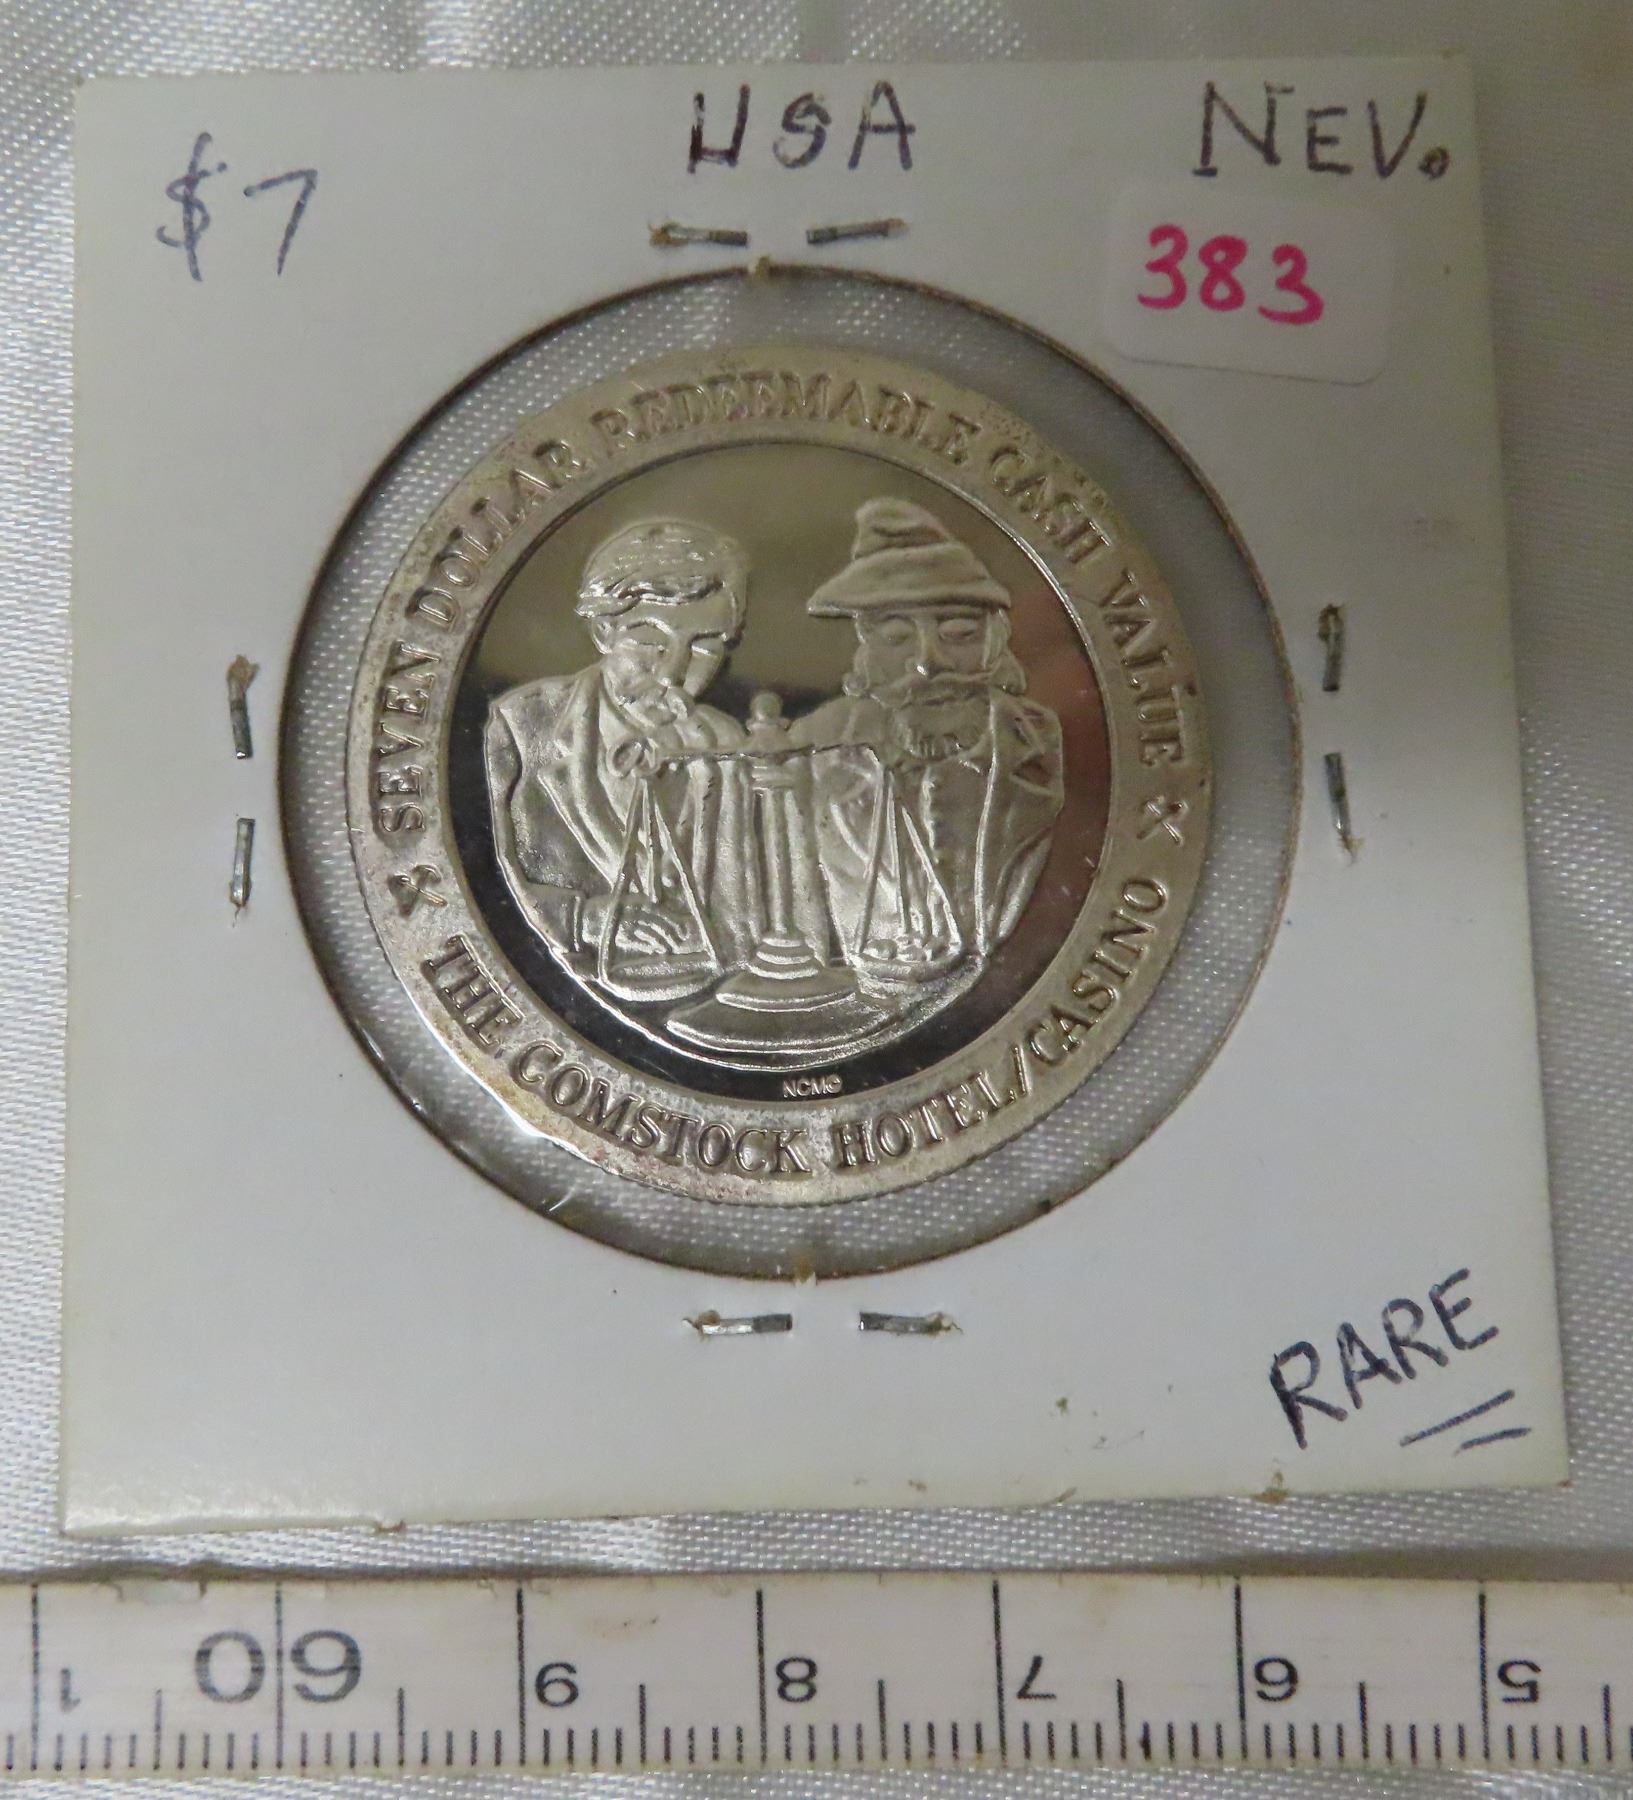 $7 USA NEV.
383
SEVEN DOLLAR REDEEMABLE CASH VALUE
THE COMSTOCK HOTEL/CASINO
NCMC
RARE
1 60 9 8 7 6 5